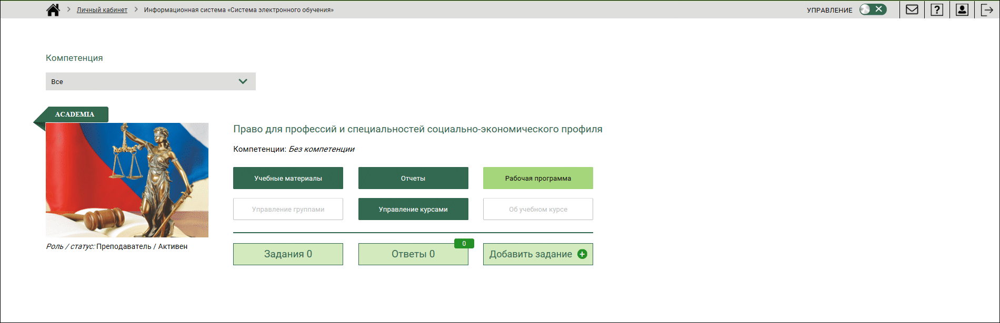 Личный кабинет
Информационная система «Система электронного обучения»
УПРАВЛЕНИЕ
?
Компетенция
Все
ACADEMIA
Роль / статус: Преподаватель / Активен
Право для профессий и специальностей социально-экономического профиля
Компетенции: Без компетенции
Учебные материалы
Отчеты
Рабочая программа
Управление группами
Управление курсами
Об учебном курсе
Задания 0
Ответы 0
0
Добавить задание